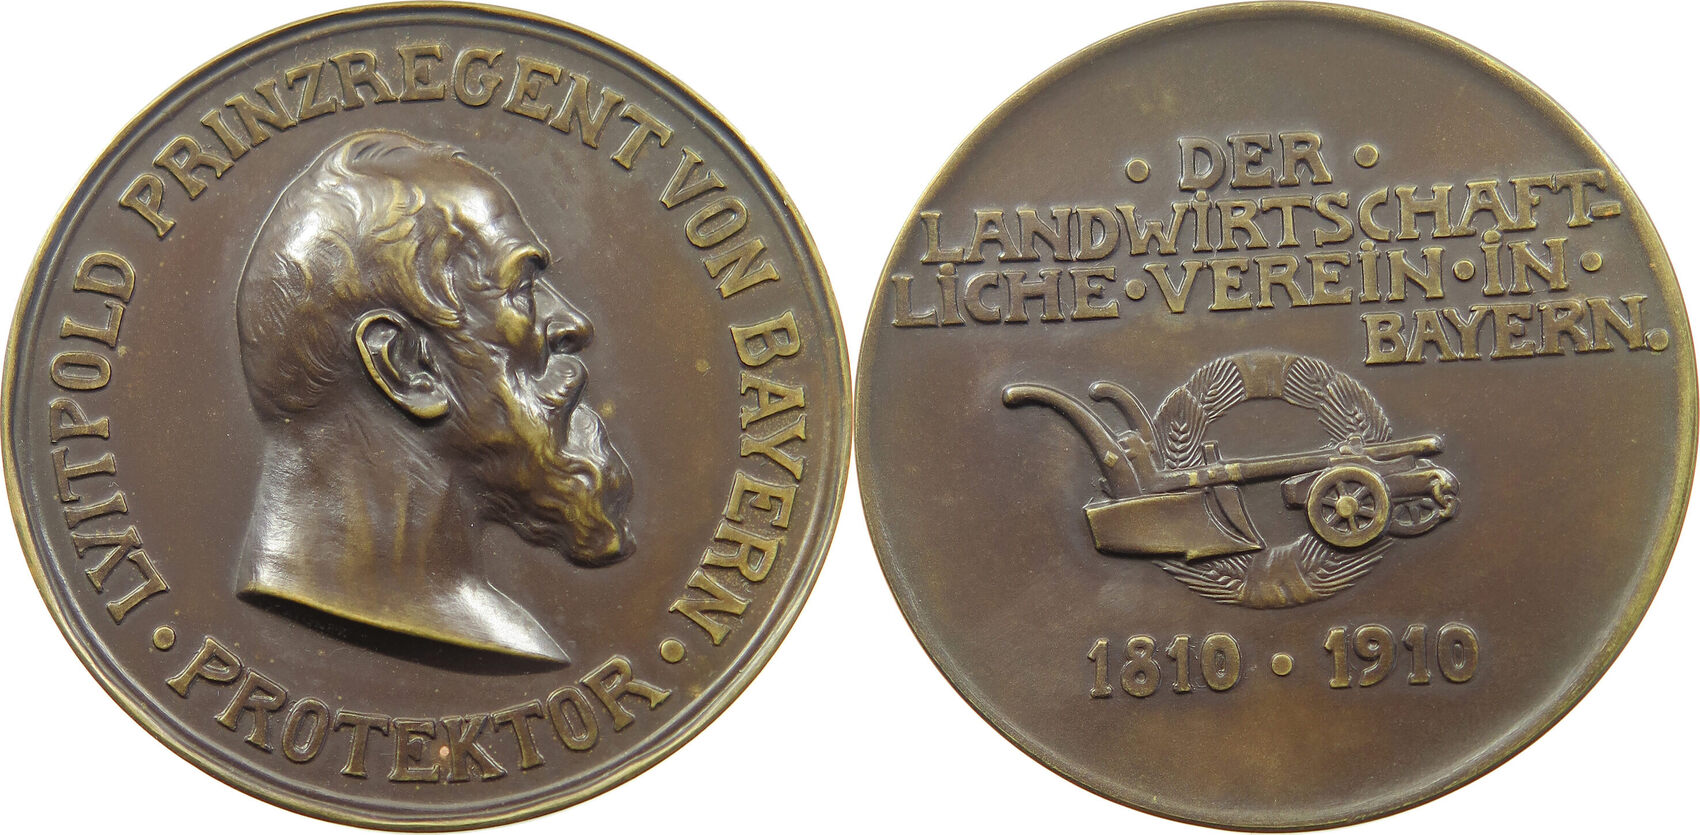 LVITPOLD PRINZREGENT VON BAYERN
• PROTEKTOR •
• DER •
LANDWiRTSCHAFT-
LiCHE • VEREiN • iN •
BAYERN.
1810 • 1910